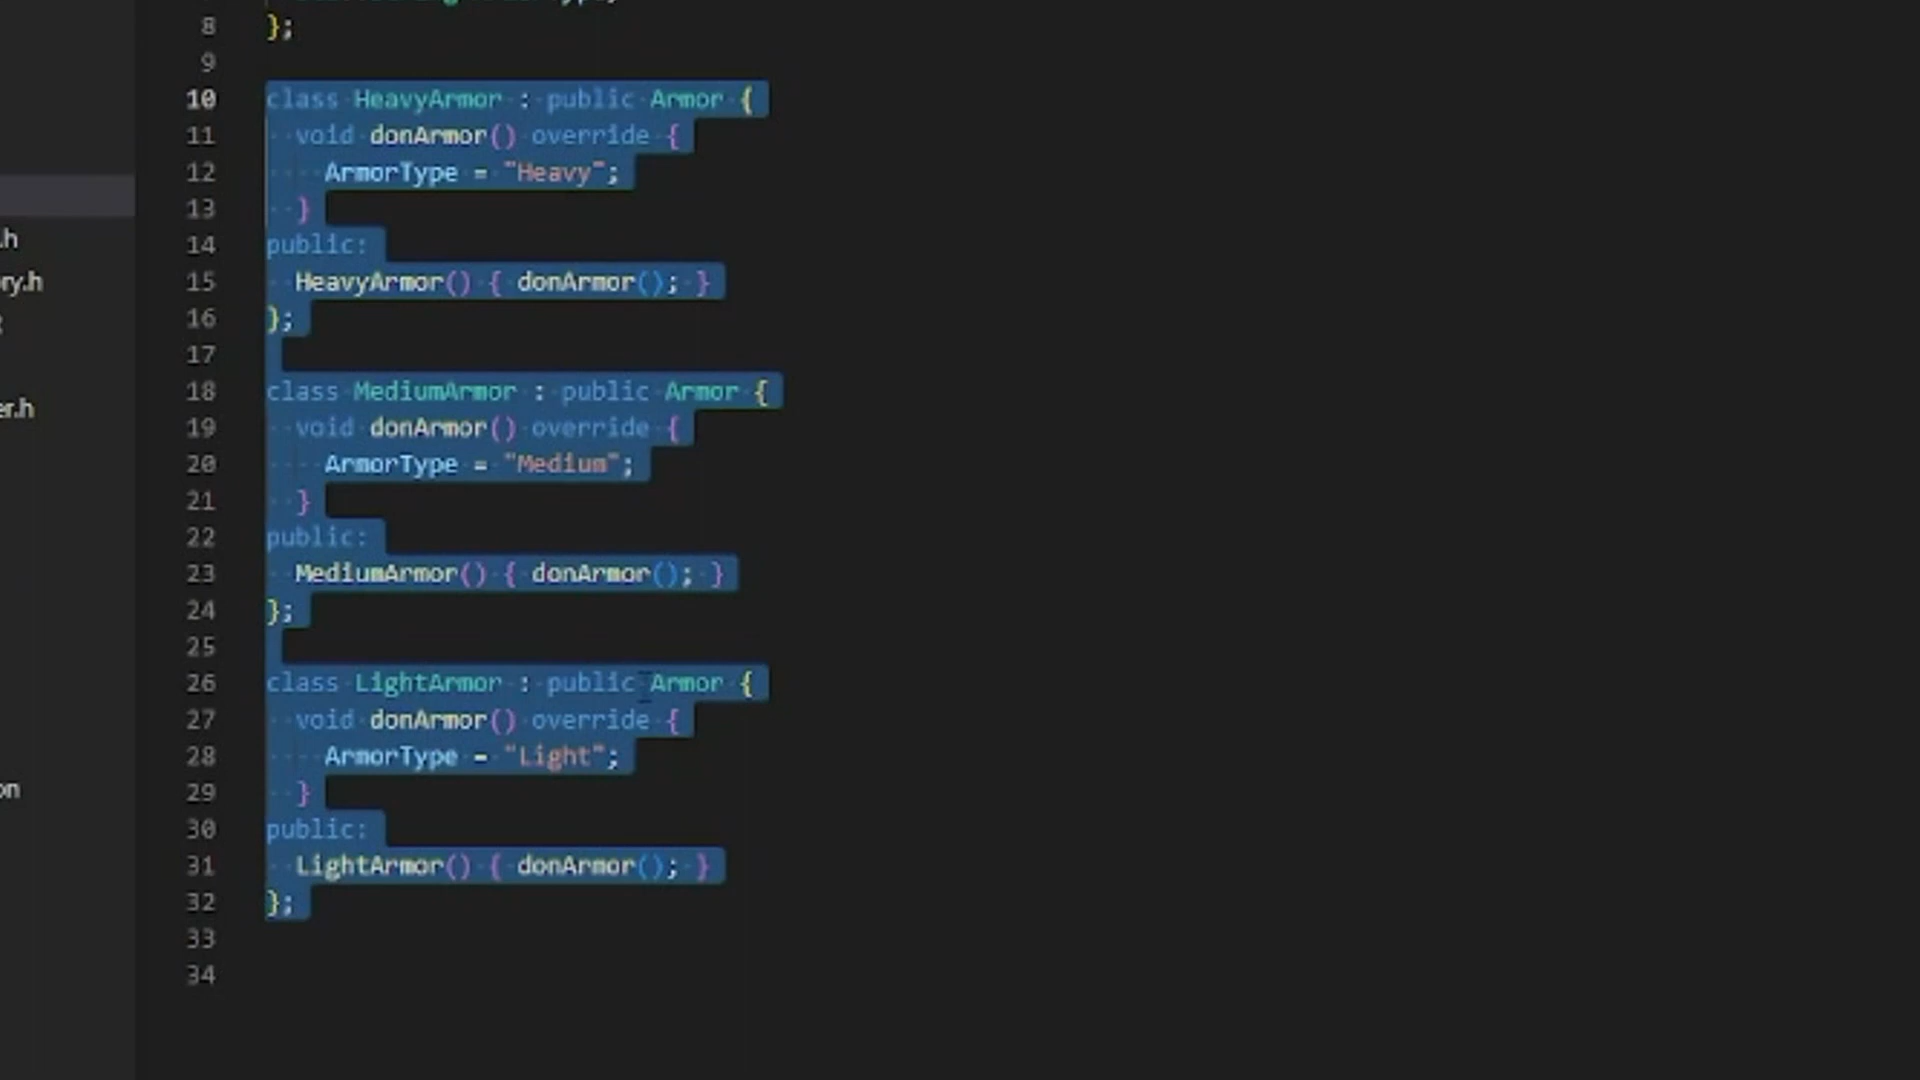 8 };
9
10 class HeavyArmor : public Armor {
11 void donArmor() override {
12 ArmorType = "Heavy";
13 }
14 public:
15 HeavyArmor() { donArmor(); }
16 };
17
18 class MediumArmor : public Armor {
19 void donArmor() override {
20 ArmorType = "Medium";
21 }
22 public:
23 MediumArmor() { donArmor(); }
24 };
25
26 class LightArmor : public Armor {
27 void donArmor() override {
28 ArmorType = "Light";
29 }
30 public:
31 LightArmor() { donArmor(); }
32 };
33
34
.h
ry.h
er.h
on